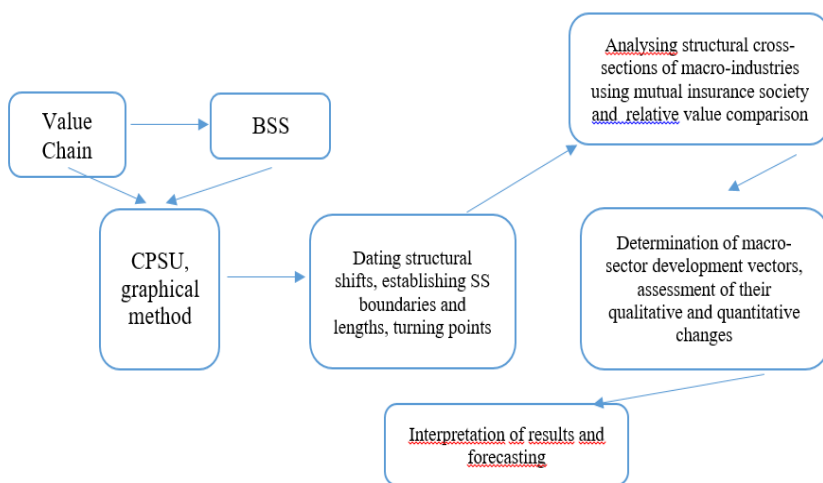 Value
Chain
BSS
CPSU,
graphical
method
Dating structural
shifts, establishing SS
boundaries and
lengths, turning points
Analysing structural cross-
sections of macro-industries
using mutual insurance society
and relative value comparison
Determination of macro-
sector development vectors,
assessment of their
qualitative and quantitative
changes
Interpretation of results and
forecasting